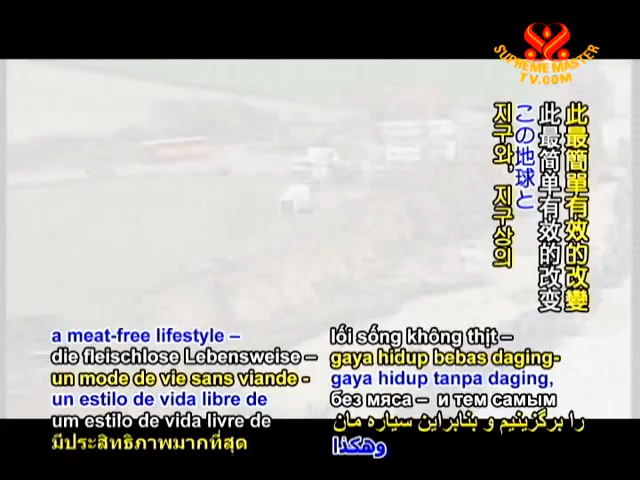 SUPREME MASTER
TV.COM
此最簡單有效的改變
此最简单有效的改变
この地球と
지구와, 지구상의
a meat-free lifestyle –
die fleischlose Lebensweise –
un mode de vie sans viande -
un estilo de vida libre de
um estilo de vida livre de
มีประสิทธิภาพมากที่สุด
lối sống không thịt –
gaya hidup bebas daging-
gaya hidup tanpa daging,
без мяса – и тем самым
را برگزینیم و بنابراین سیاره مان
وهكذا